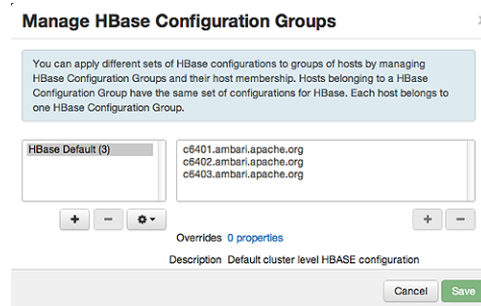 Manage HBase Configuration Groups
You can apply different sets of HBase configurations to groups of hosts by managing
HBase Configuration Groups and their host membership. Hosts belonging to a HBase
Configuration Group have the same set of configurations for HBase. Each host belongs to
one HBase Configuration Group.
HBase Default (3)
c6401.ambari.apache.org
c6402.ambari.apache.org
c6403.ambari.apache.org
Overrides 0 properties
Description Default cluster level HBASE configuration
Cancel Save